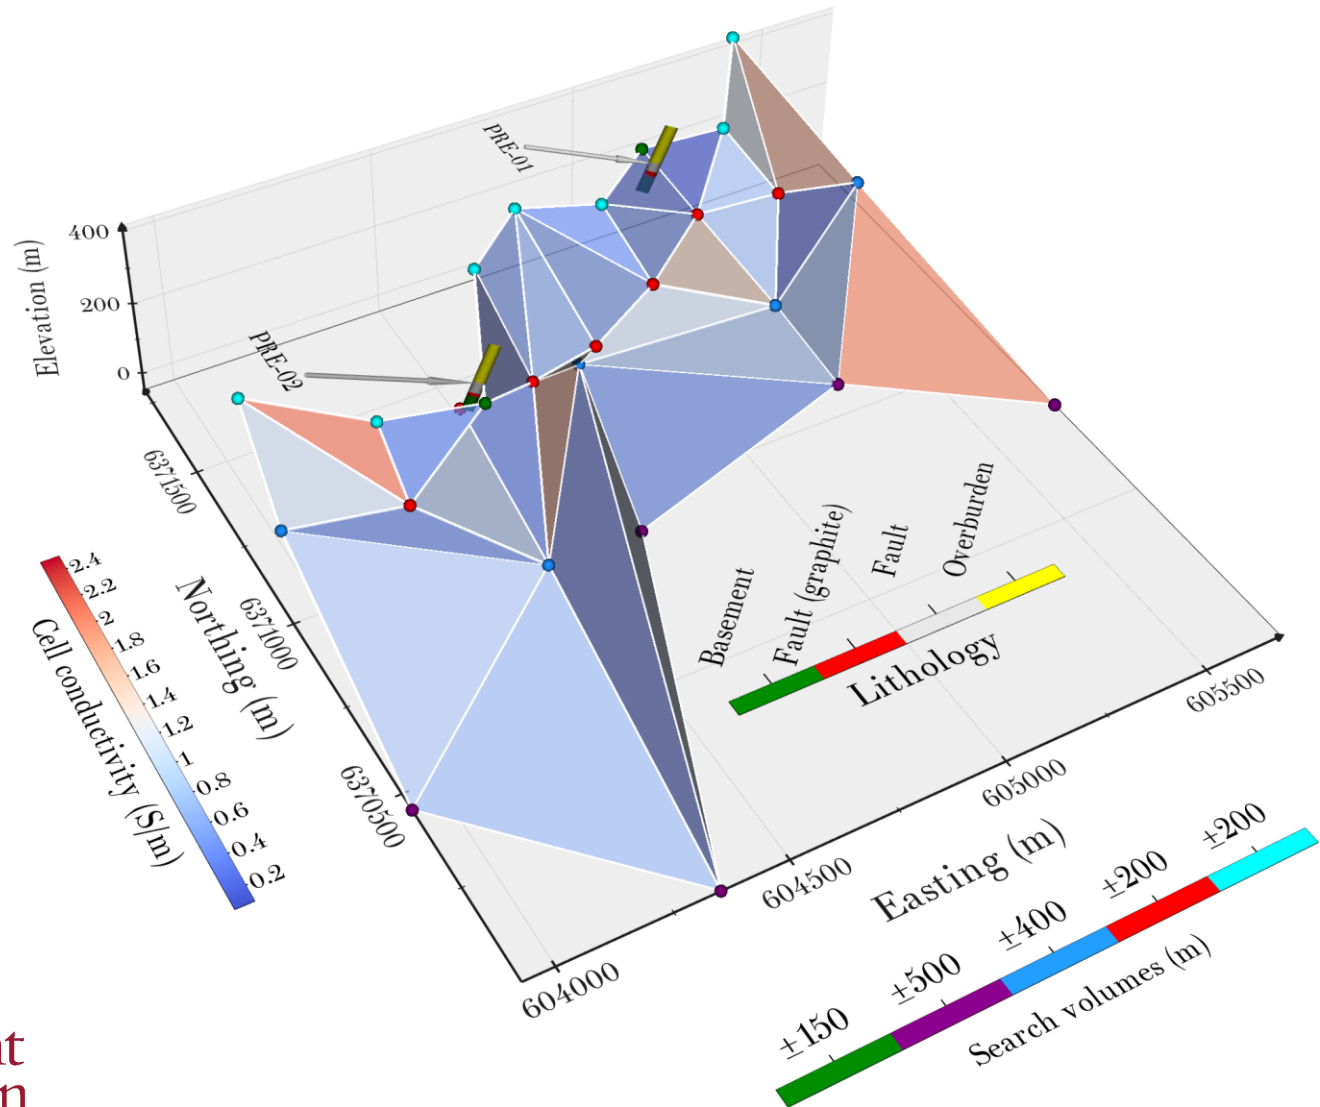 PRE-01
400
200
0
Elevation (m)
PRE-02
6371500
6371000
6370500
Northing (m)
2.4
2.2
2
1.8
1.6
1.4
1.2
1
0.8
0.6
0.4
0.2
Cell conductivity (S/m)
Basement
Fault (graphite)
Fault
Overburden
Lithology
604000
604500
605000
605500
Easting (m)
±150
±500
±400
±200
±200
Search volumes (m)